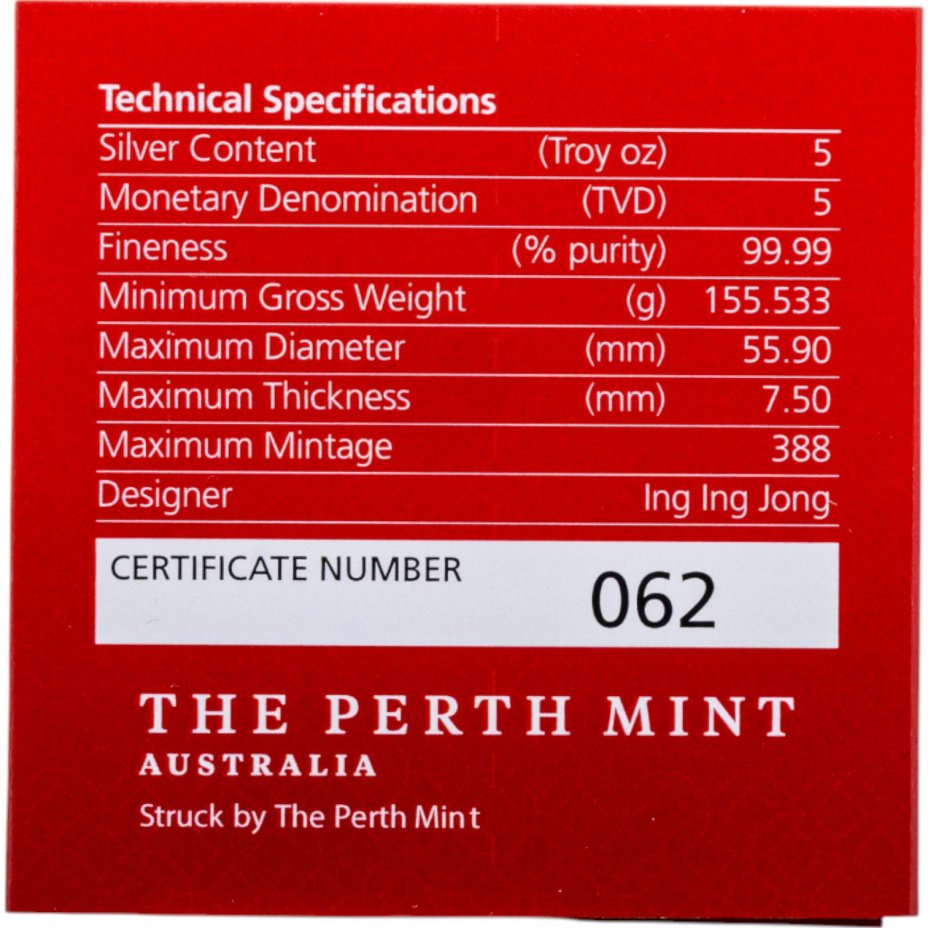 Technical Specifications
Silver Content (Troy oz) 5
Monetary Denomination (TVD) 5
Fineness (% purity) 99.99
Minimum Gross Weight (g) 155.533
Maximum Diameter (mm) 55.90
Maximum Thickness (mm) 7.50
Maximum Mintage 388
Designer Ing Ing Jong
CERTIFICATE NUMBER 062
THE PERTH MINT
AUSTRALIA
Struck by The Perth Mint